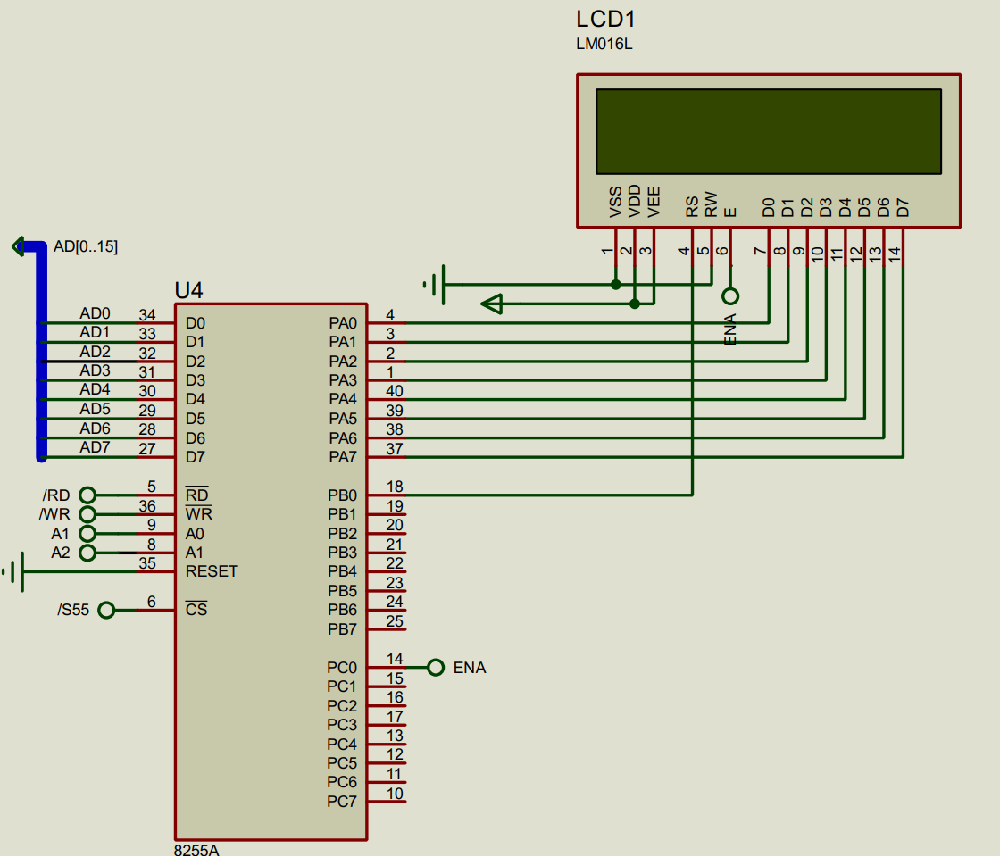 LCD1
LM016L
VSS VDD VEE RS RW E D0 D1 D2 D3 D4 D5 D6 D7
1 2 3 4 5 6 7 8 9 10 11 12 13 14
ENA
AD[0..15]
U4
AD0 34 D0 PA0 4
AD1 33 D1 PA1 3
AD2 32 D2 PA2 2
AD3 31 D3 PA3 1
AD4 30 D4 PA4 40
AD5 29 D5 PA5 39
AD6 28 D6 PA6 38
AD7 27 D7 PA7 37
/RD 5 RD PB0 18
/WR 36 WR PB1 19
A1 9 A0 PB2 20
A2 8 A1 PB3 21
35 RESET PB4 22
PB5 23
/S55 6 CS PB6 24
PB7 25
PC0 14 ENA
PC1 15
PC2 16
PC3 17
PC4 13
PC5 12
PC6 11
PC7 10
8255A